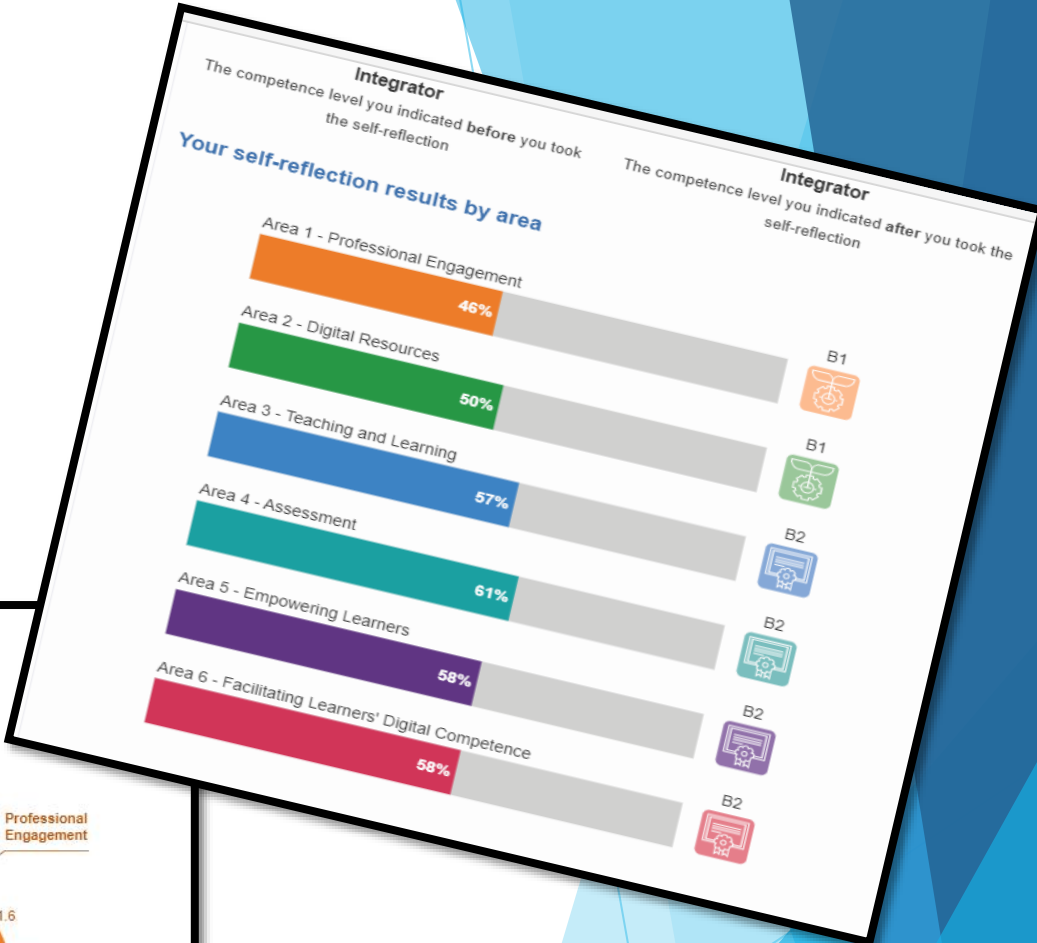 Integrator
The competence level you indicated before you took
the self-reflection
Integrator
The competence level you indicated after you took the
self-reflection
Your self-reflection results by area
Area 1 - Professional Engagement
46%
B1
Area 2 - Digital Resources
50%
B1
Area 3 - Teaching and Learning
57%
B2
Area 4 - Assessment
61%
B2
Area 5 - Empowering Learners
58%
B2
Area 6 - Facilitating Learners' Digital Competence
58%
B2
Professional
Engagement
1.6